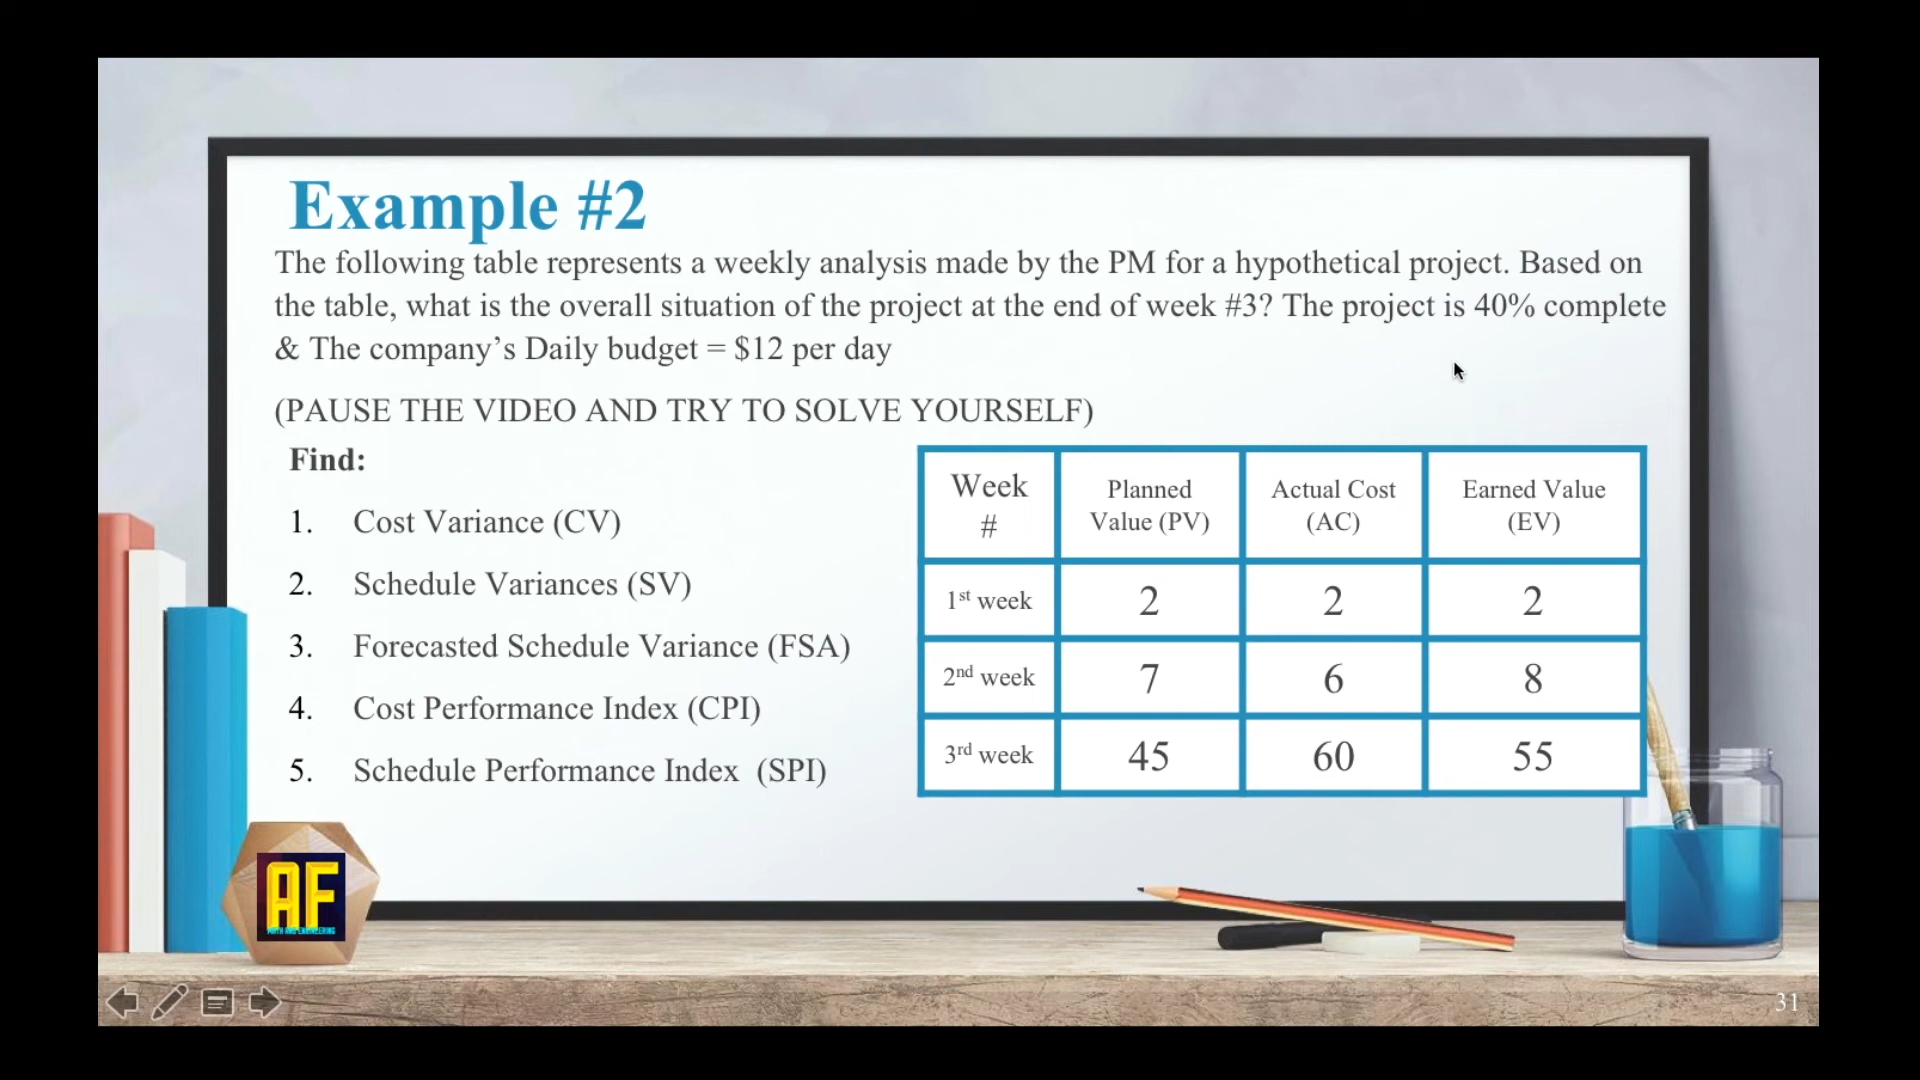 Example #2
The following table represents a weekly analysis made by the PM for a hypothetical project. Based on
the table, what is the overall situation of the project at the end of week #3? The project is 40% complete
& The company’s Daily budget = $12 per day
(PAUSE THE VIDEO AND TRY TO SOLVE YOURSELF)
Find:
1. Cost Variance (CV)
2. Schedule Variances (SV)
3. Forecasted Schedule Variance (FSA)
4. Cost Performance Index (CPI)
5. Schedule Performance Index (SPI)
Week # Planned Value (PV) Actual Cost (AC) Earned Value (EV)
1st week 2 2 2
2nd week 7 6 8
3rd week 45 60 55
AF
31